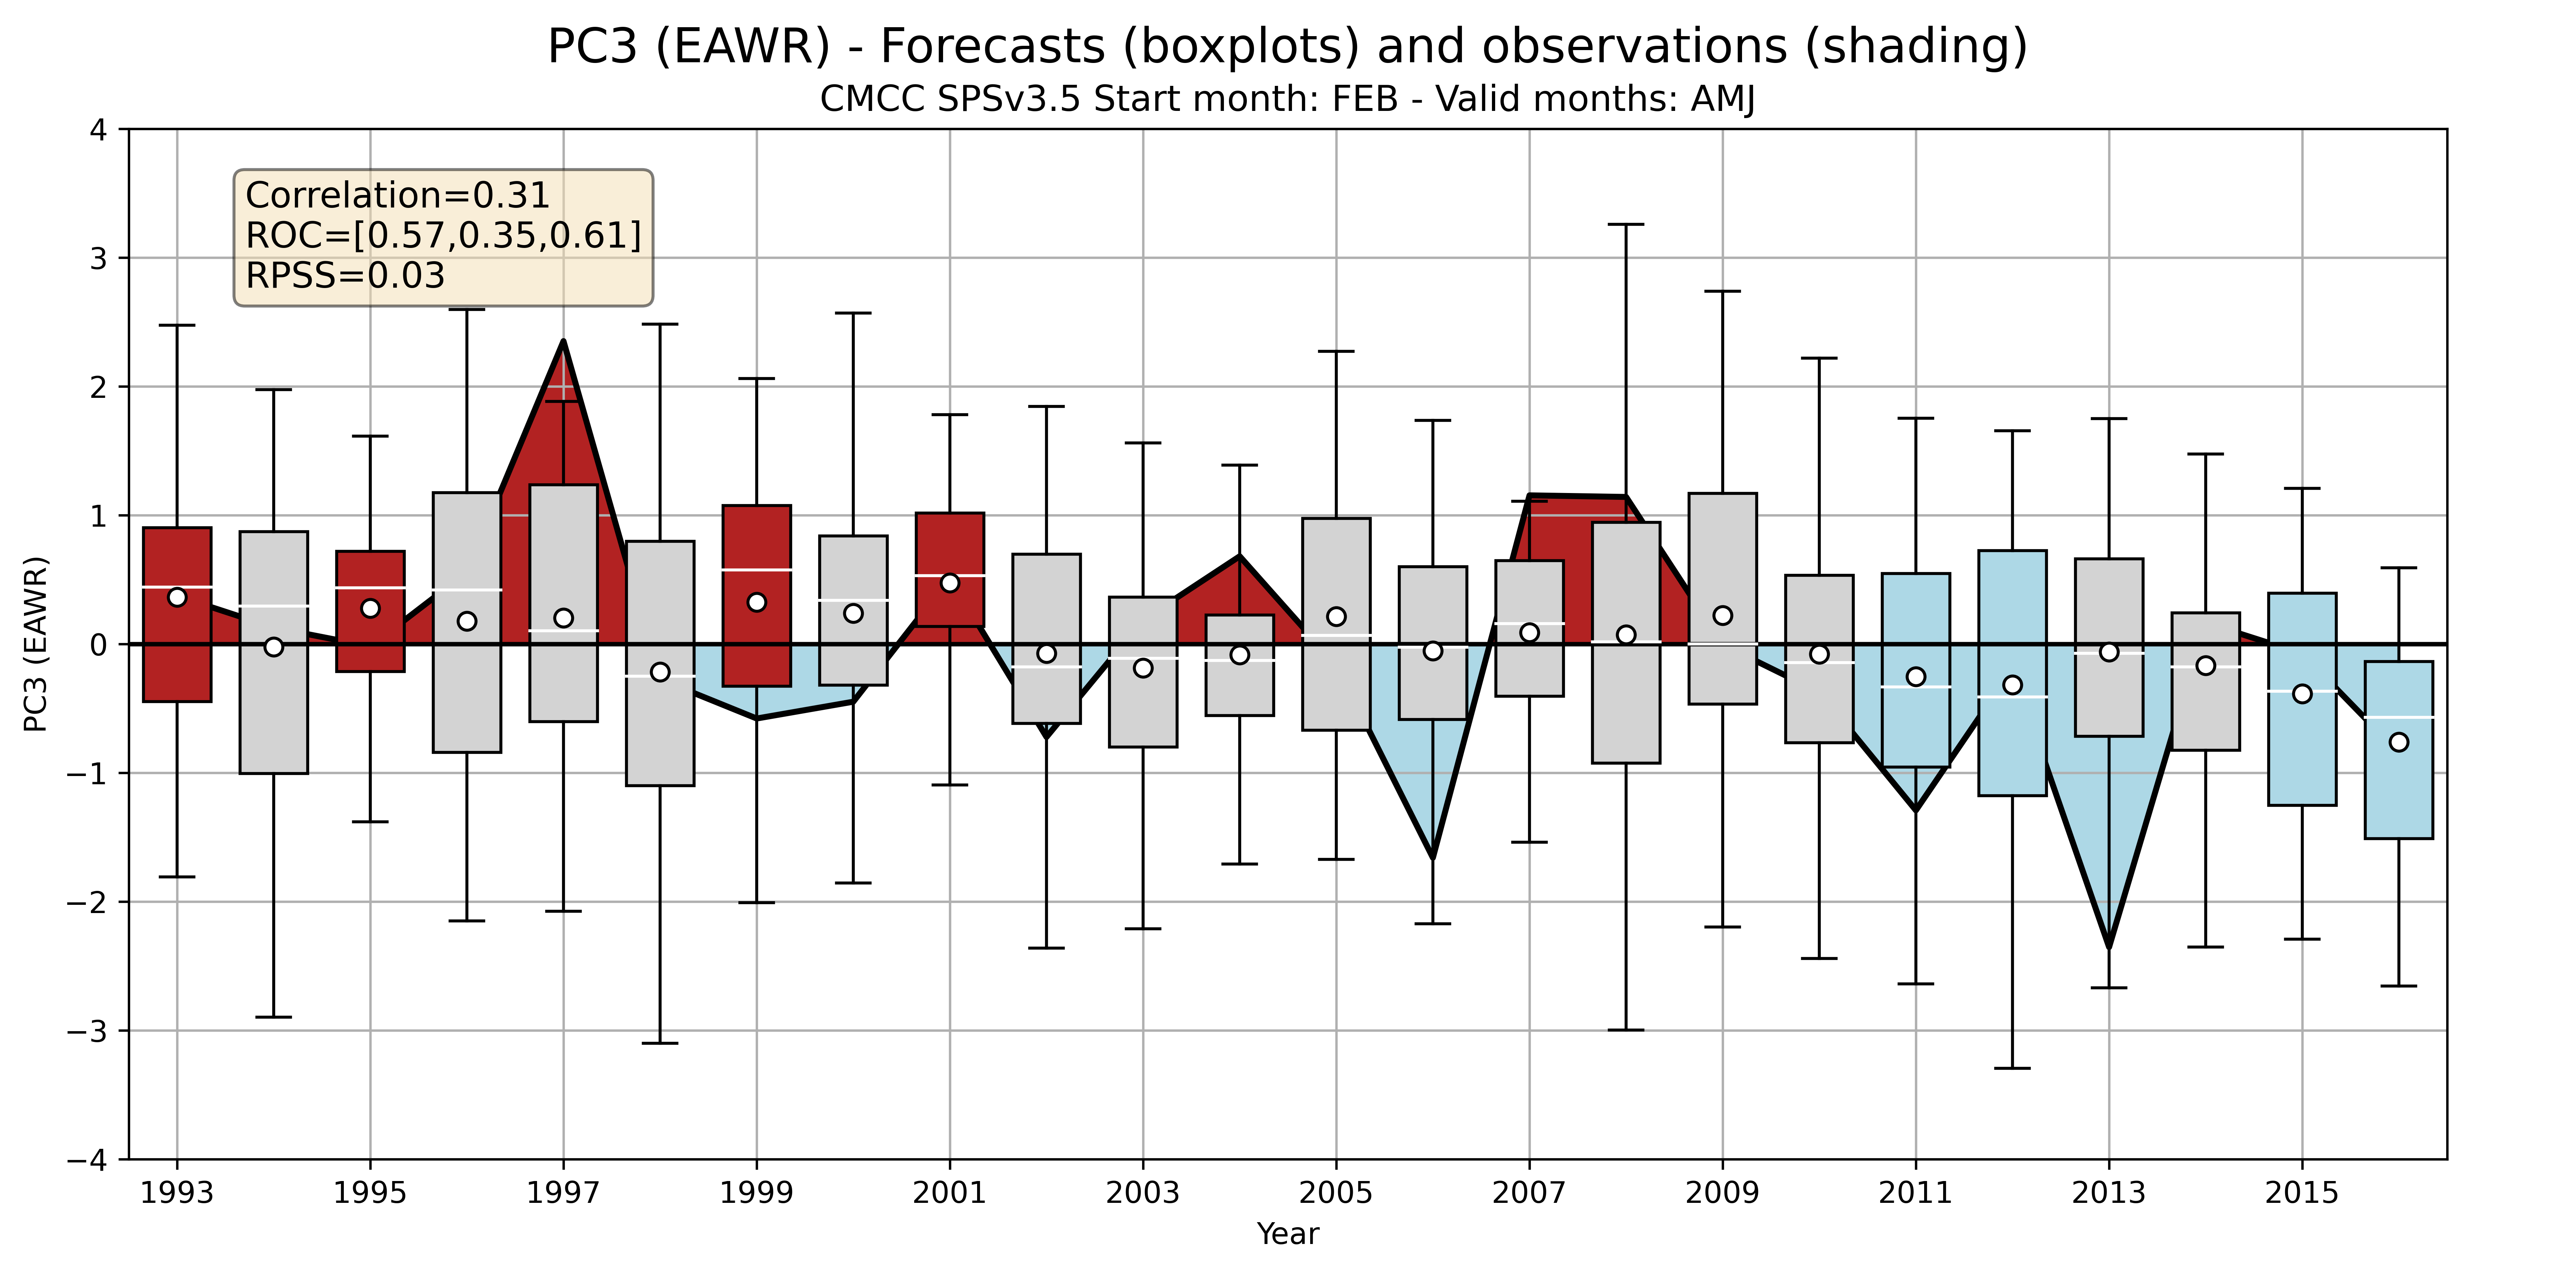 PC3 (EAWR) - Forecasts (boxplots) and observations (shading)
CMCC SPSv3.5 Start month: FEB - Valid months: AMJ
Correlation=0.31
ROC=[0.57,0.35,0.61]
RPSS=0.03
PC3 (EAWR)
4
3
2
1
0
−1
−2
−3
−4
1993 1995 1997 1999 2001 2003 2005 2007 2009 2011 2013 2015
Year